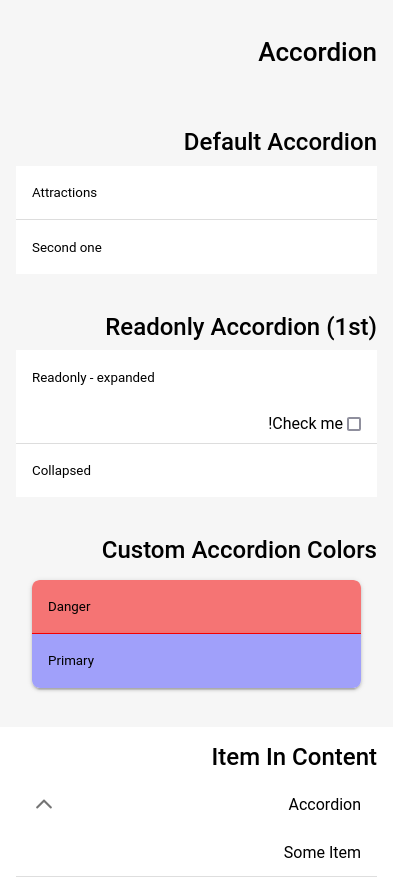 Accordion
Default Accordion
Attractions
Second one
Readonly Accordion (1st)
Readonly - expanded
!Check me
Collapsed
Custom Accordion Colors
Danger
Primary
Item In Content
Accordion
Some Item